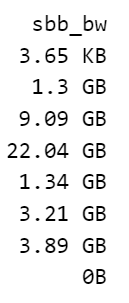 sbb_bw
3.65 KB
1.3 GB
9.09 GB
22.04 GB
1.34 GB
3.21 GB
3.89 GB
0B